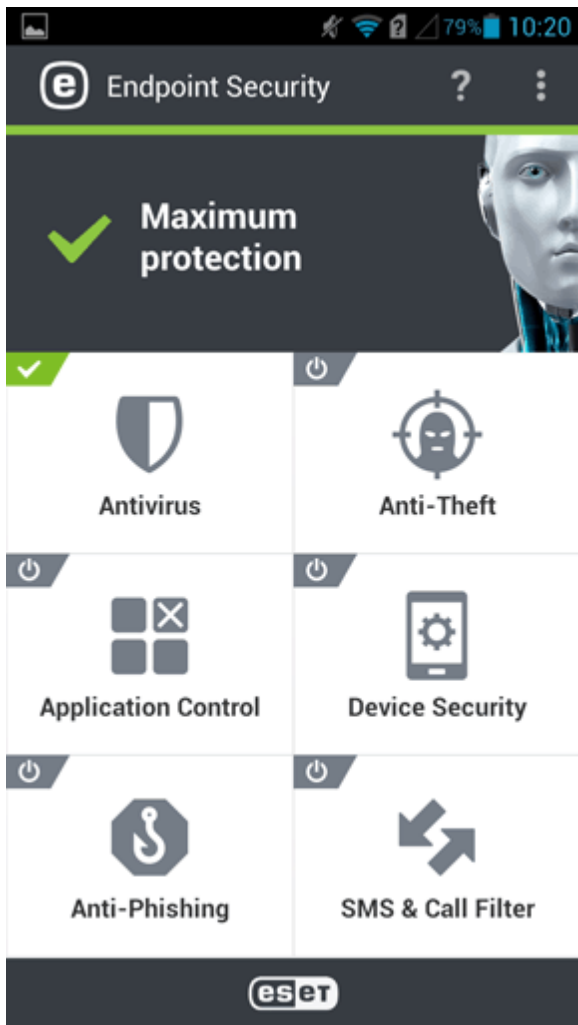 79% 10:20
e Endpoint Security ?
Maximum
protection
Antivirus
Anti-Theft
Application Control
Device Security
Anti-Phishing
SMS & Call Filter
eset